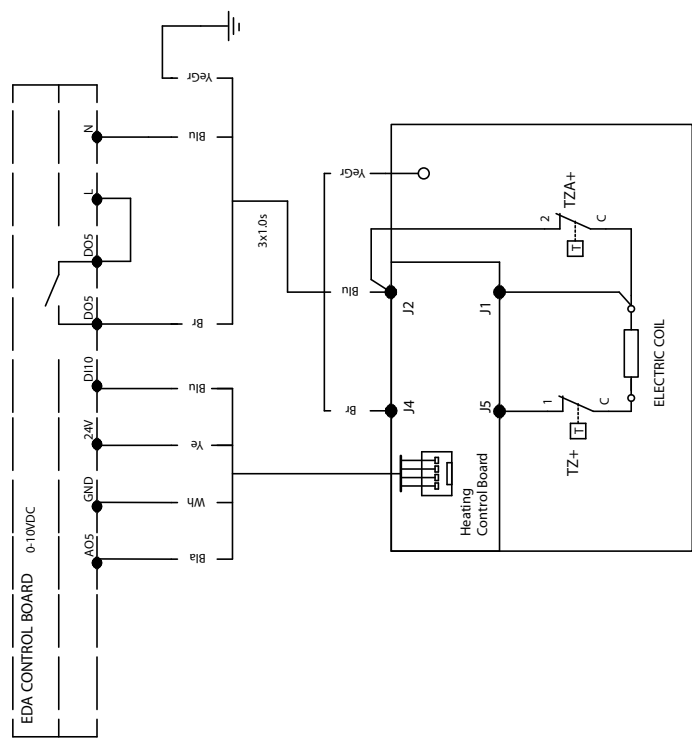 EDA CONTROL BOARD 0-10VDC
AO5
GND
24V
DI10
DO5
DO5
L
N
Bla
Wh
Ye
Blu
Br
Blu
YeGr
3x1.0s
Br
Blu
YeGr
Heating
Control Board
J4
J2
J5
J1
TZ+
T
1
C
TZA+
T
2
C
ELECTRIC COIL